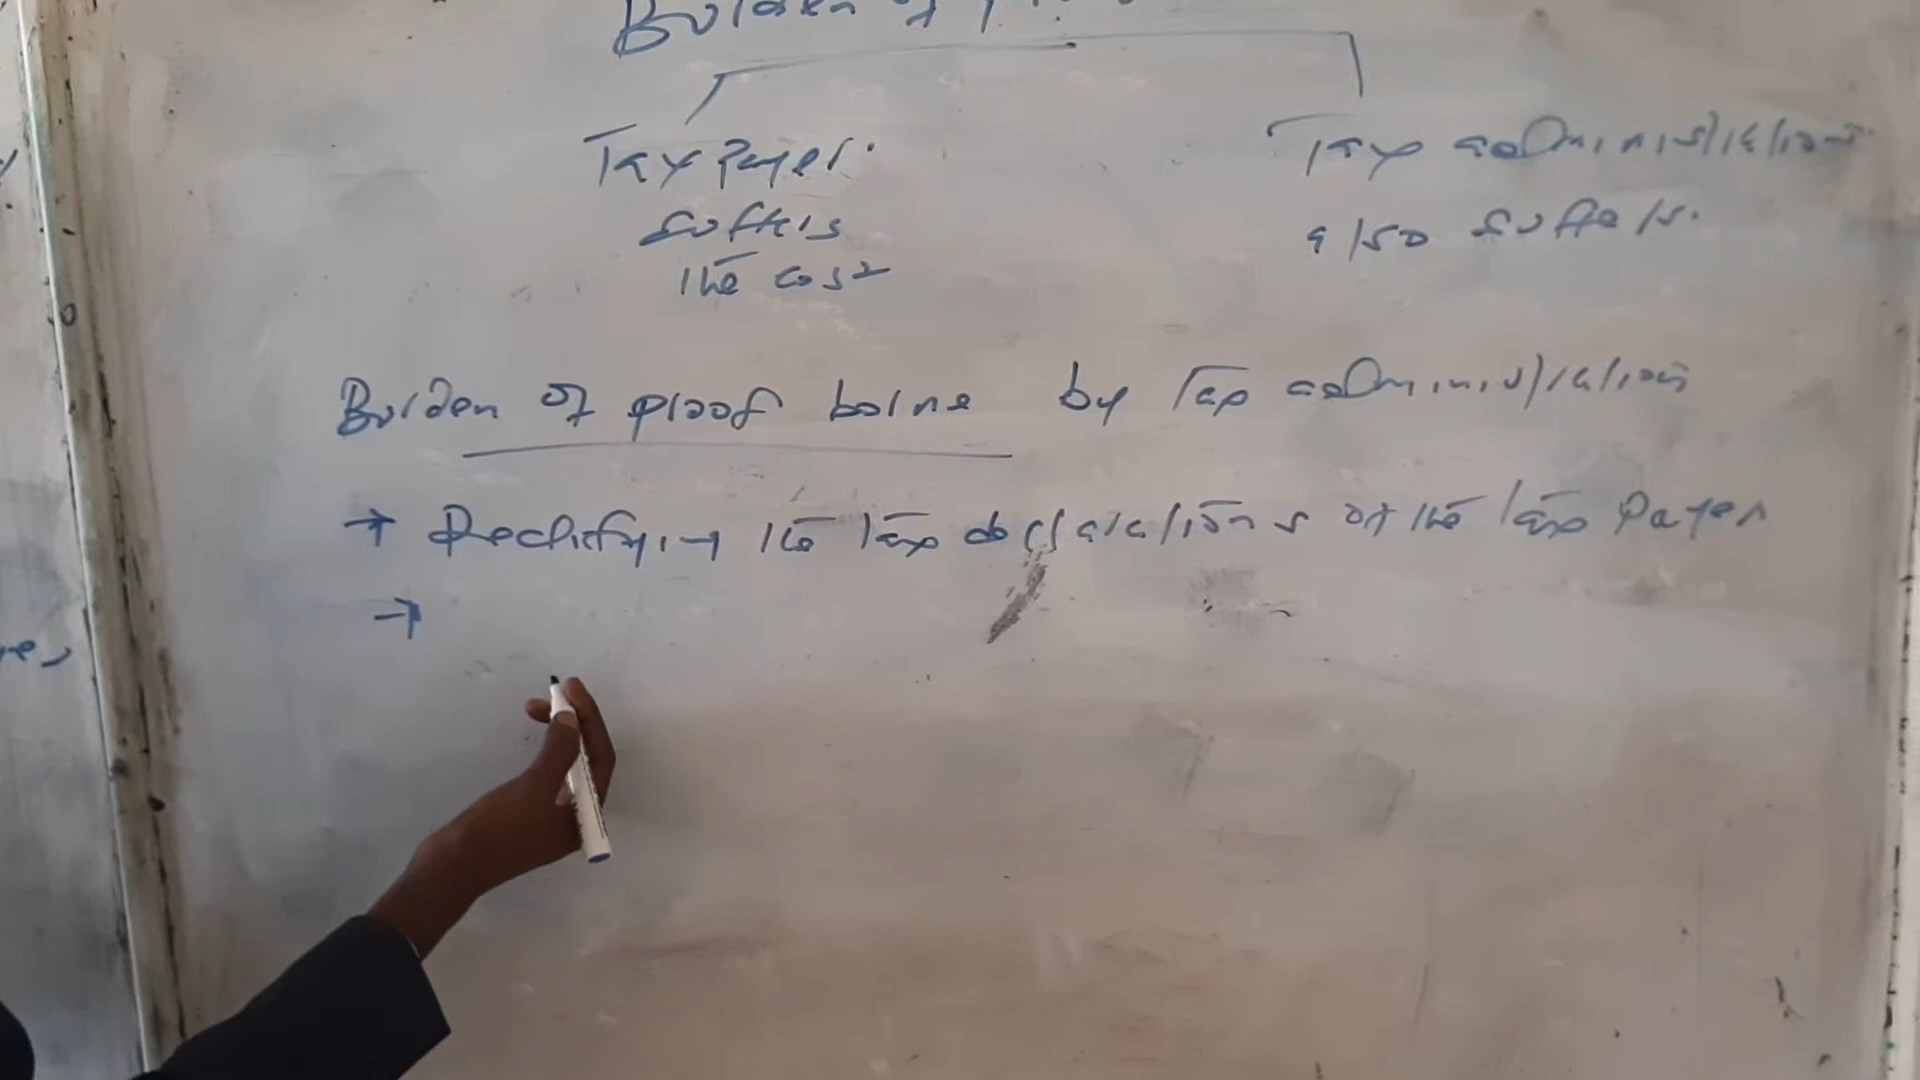 Burden of
Tax Payer.
suffers
the cost
Tax administration
also suffers.
Burden of proof borne by Tax administration
→ Rectifying the tax declarations of the tax Payer
→